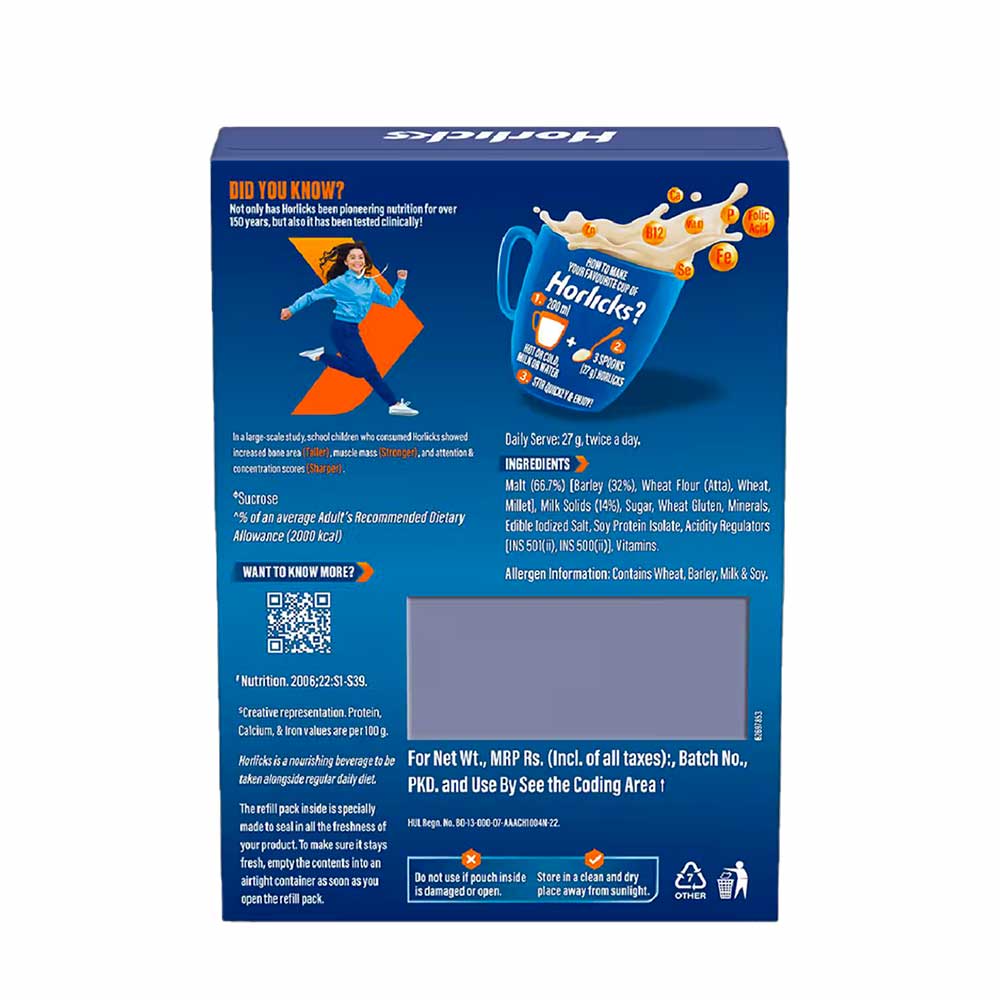 Horlicks
DID YOU KNOW?
Not only has Horlicks been pioneering nutrition for over
150 years, but also it has been tested clinically!
Ca
Zn
B12
Vit D
P
Folic
Acid
Se
Fe
HOW TO MAKE
YOUR FAVOURITE CUP OF
Horlicks?
1. 200 ml
HOT OR COLD,
MILK OR WATER
+
2.
3 SPOONS
(27 g) HORLICKS
3. STIR QUICKLY & ENJOY!
In a large-scale study, school children who consumed Horlicks showed
increased bone area (Taller), muscle mass (Stronger), and attention &
concentration scores (Sharper).
Sucrose
^% of an average Adult's Recommended Dietary
Allowance (2000 kcal)
WANT TO KNOW MORE?
#Nutrition. 2006;22:S1-S39.
$Creative representation. Protein,
Calcium, & Iron values are per 100 g.
Horlicks is a nourishing beverage to be
taken alongside regular daily diet.
The refill pack inside is specially
made to seal in all the freshness of
your product. To make sure it stays
fresh, empty the contents into an
airtight container as soon as you
open the refill pack.
Daily Serve: 27 g, twice a day.
INGREDIENTS
Malt (66.7%) [Barley (32%), Wheat Flour (Atta), Wheat,
Millet], Milk Solids (14%), Sugar, Wheat Gluten, Minerals,
Edible Iodized Salt, Soy Protein Isolate, Acidity Regulators
[INS 501(ii), INS 500(ii)], Vitamins.
Allergen Information: Contains Wheat, Barley, Milk & Soy.
For Net Wt., MRP Rs. (Incl. of all taxes):, Batch No.,
PKD. and Use By See the Coding Area ↑
HUL Regn. No. BO-13-000-07-AAACH1004N-22.
Do not use if pouch inside
is damaged or open.
Store in a clean and dry
place away from sunlight.
7
OTHER